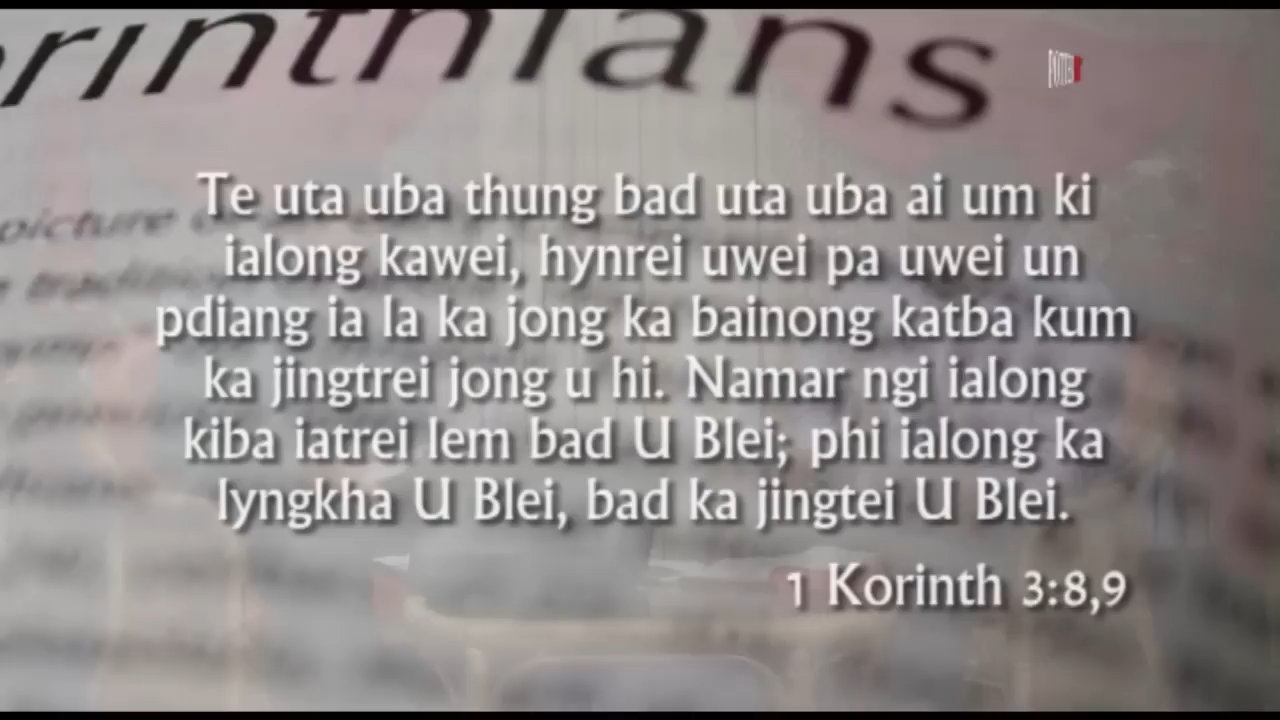 orinthians
Te uta uba thung bad uta uba ai um ki
ialong kawei, hynrei uwei pa uwei un
pdiang ia la ka jong ka bainong katba kum
ka jingtrei jong u hi. Namar ngi ialong
kiba iatrei lem bad U Blei; phi ialong ka
lyngkha U Blei, bad ka jingtei U Blei.
1 Korinth 3:8,9
picture